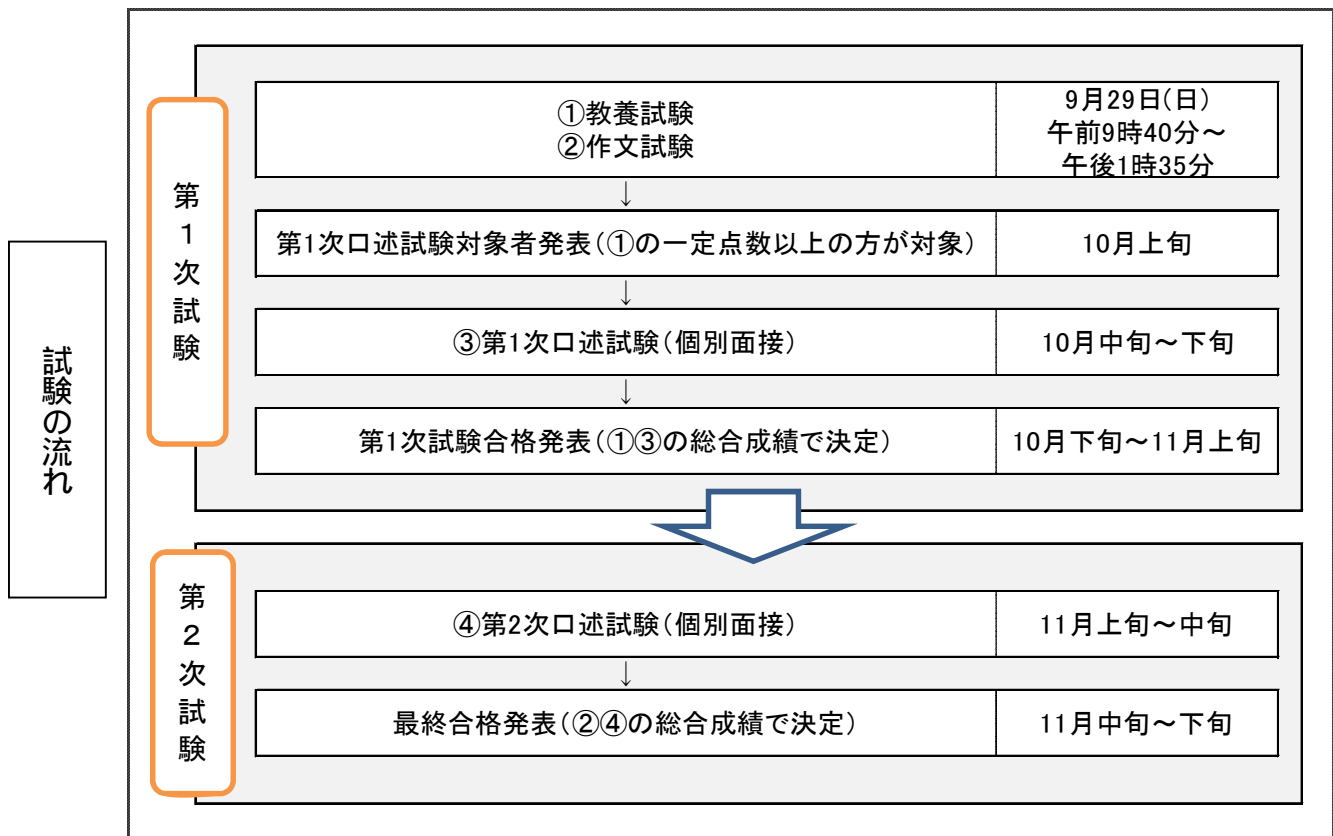 試験の流れ
第1次試験
①教養試験
②作文試験
9月29日(日)
午前9時40分～
午後1時35分
↓
第1次口述試験対象者発表(①の一定点数以上の方が対象)
10月上旬
↓
③第1次口述試験(個別面接)
10月中旬～下旬
↓
第1次試験合格発表(①③の総合成績で決定)
10月下旬～11月上旬
第2次試験
④第2次口述試験(個別面接)
11月上旬～中旬
↓
最終合格発表(②④の総合成績で決定)
11月中旬～下旬